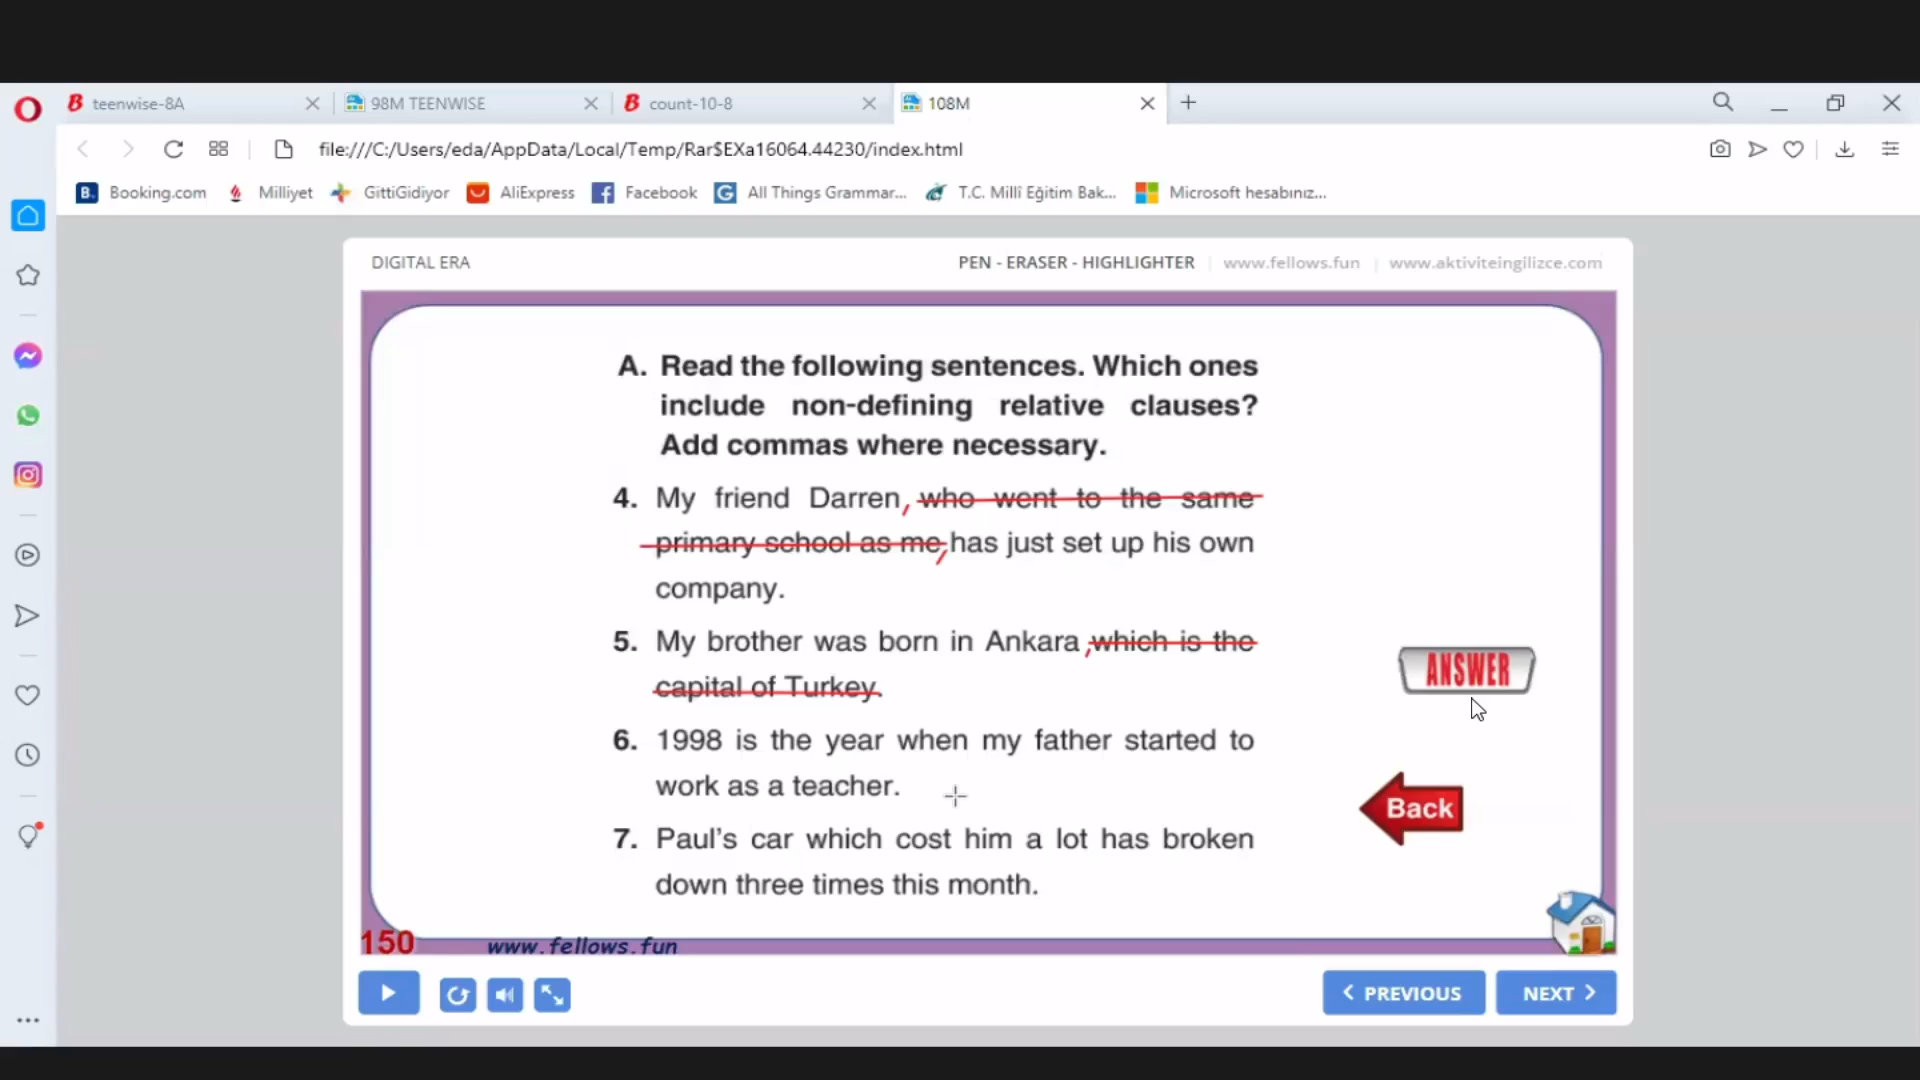 teenwise-8A
98M TEENWISE
count-10-8
108M
file:///C:/Users/eda/AppData/Local/Temp/Rar$EXa16064.44230/index.html
Booking.com
Milliyet
GittiGidiyor
AliExpress
Facebook
All Things Grammar...
T.C. Millî Eğitim Bak...
Microsoft hesabınız...
DIGITAL ERA
PEN - ERASER - HIGHLIGHTER
www.fellows.fun
www.aktiviteingilizce.com
A. Read the following sentences. Which ones
include non-defining relative clauses?
Add commas where necessary.
4. My friend Darren, who went to the same
primary school as me, has just set up his own
company.
5. My brother was born in Ankara, which is the
capital of Turkey.
6. 1998 is the year when my father started to
work as a teacher.
7. Paul's car which cost him a lot has broken
down three times this month.
ANSWER
Back
150
www.fellows.fun
PREVIOUS
NEXT